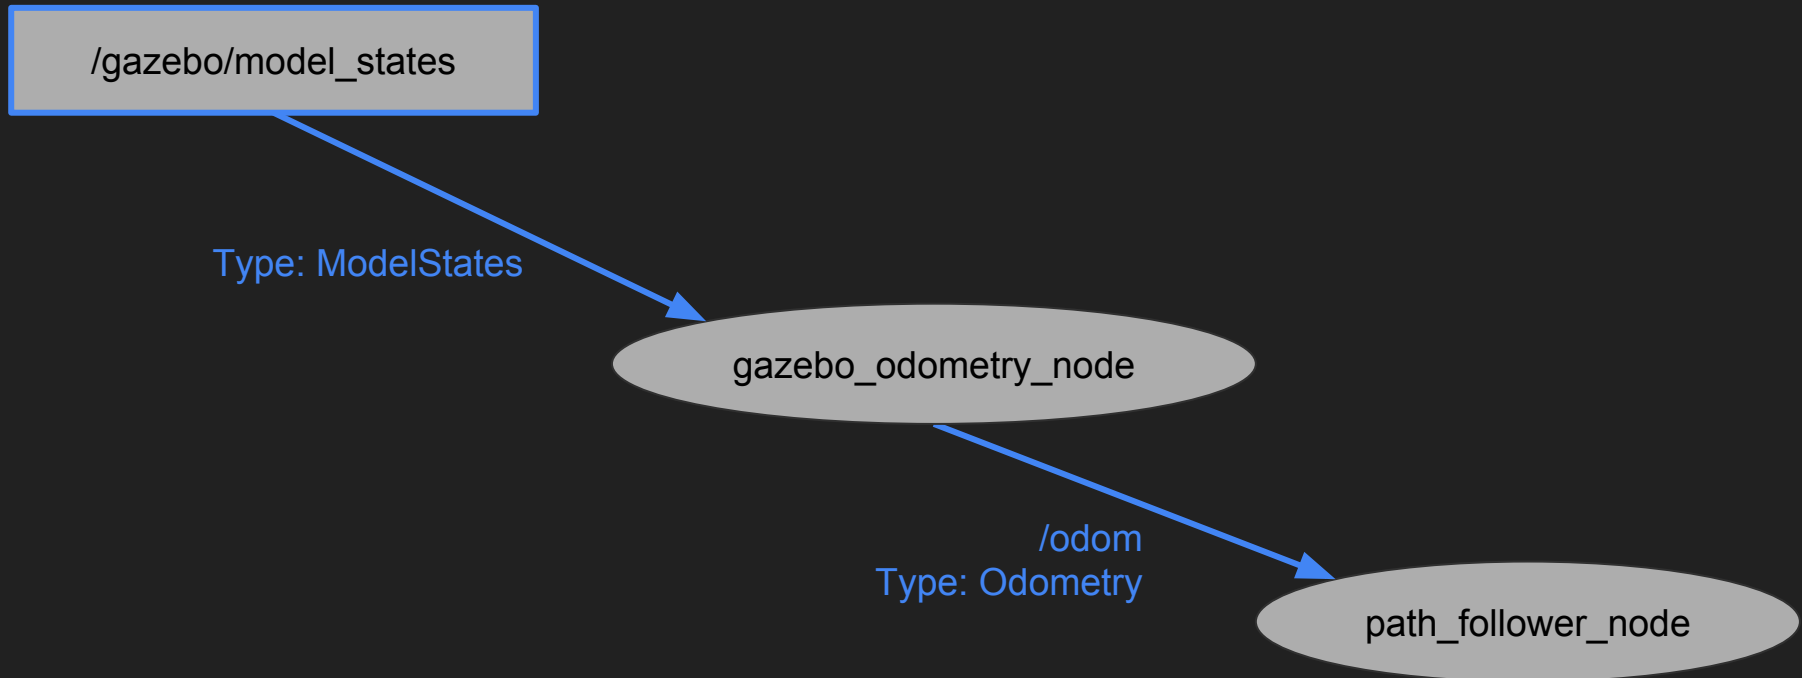 /gazebo/model_states
Type: ModelStates
gazebo_odometry_node
/odom
Type: Odometry
path_follower_node